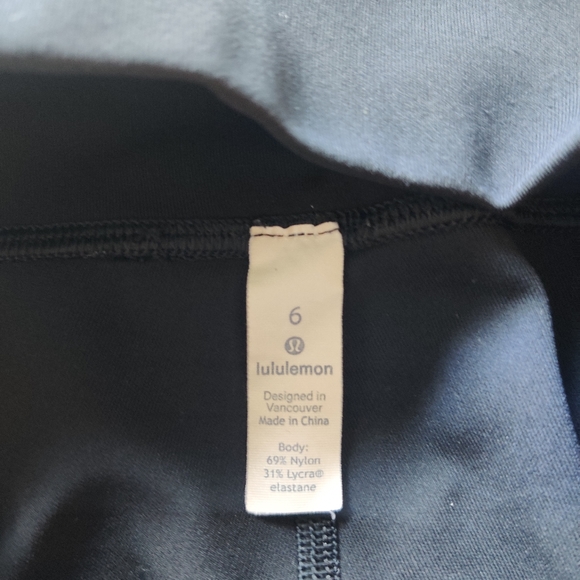 6
lululemon
Designed in
Vancouver
Made in China
Body:
69% Nylon
31% Lycra®
elastane